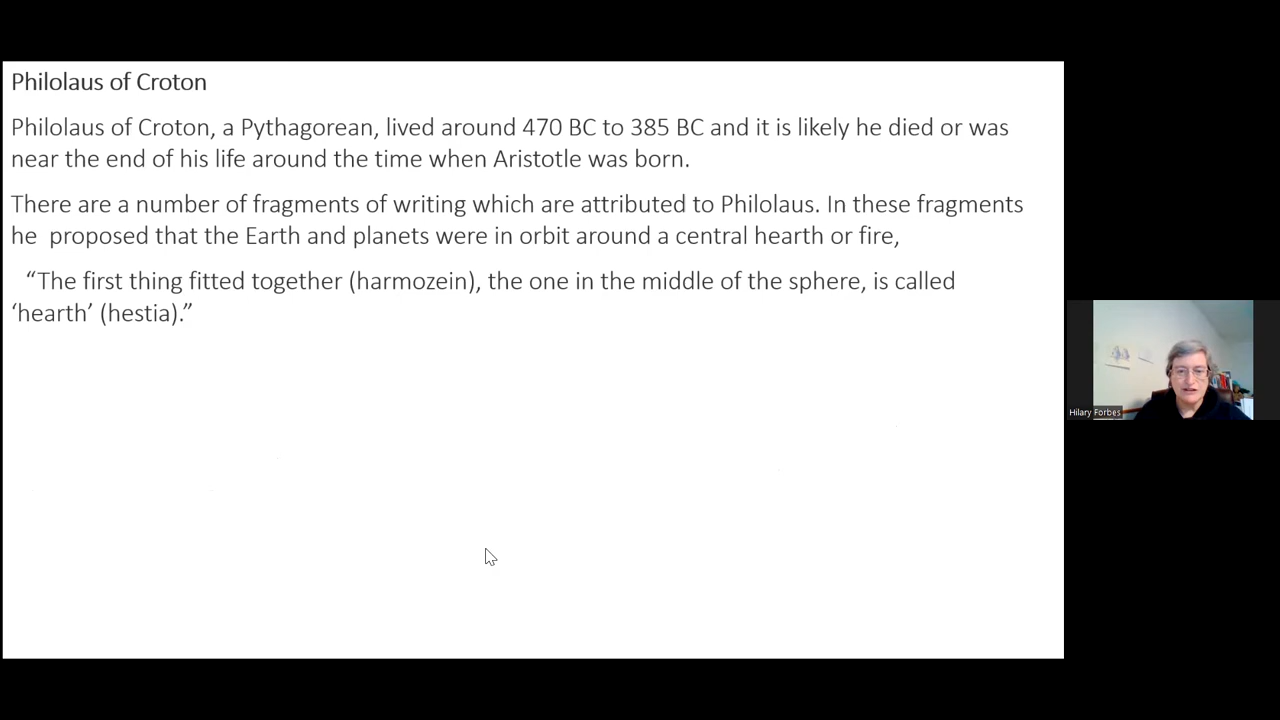 Philolaus of Croton
Philolaus of Croton, a Pythagorean, lived around 470 BC to 385 BC and it is likely he died or was
near the end of his life around the time when Aristotle was born.
There are a number of fragments of writing which are attributed to Philolaus. In these fragments
he  proposed that the Earth and planets were in orbit around a central hearth or fire,
“The first thing fitted together (harmozein), the one in the middle of the sphere, is called
‘hearth’ (hestia).”
Hilary Forbes